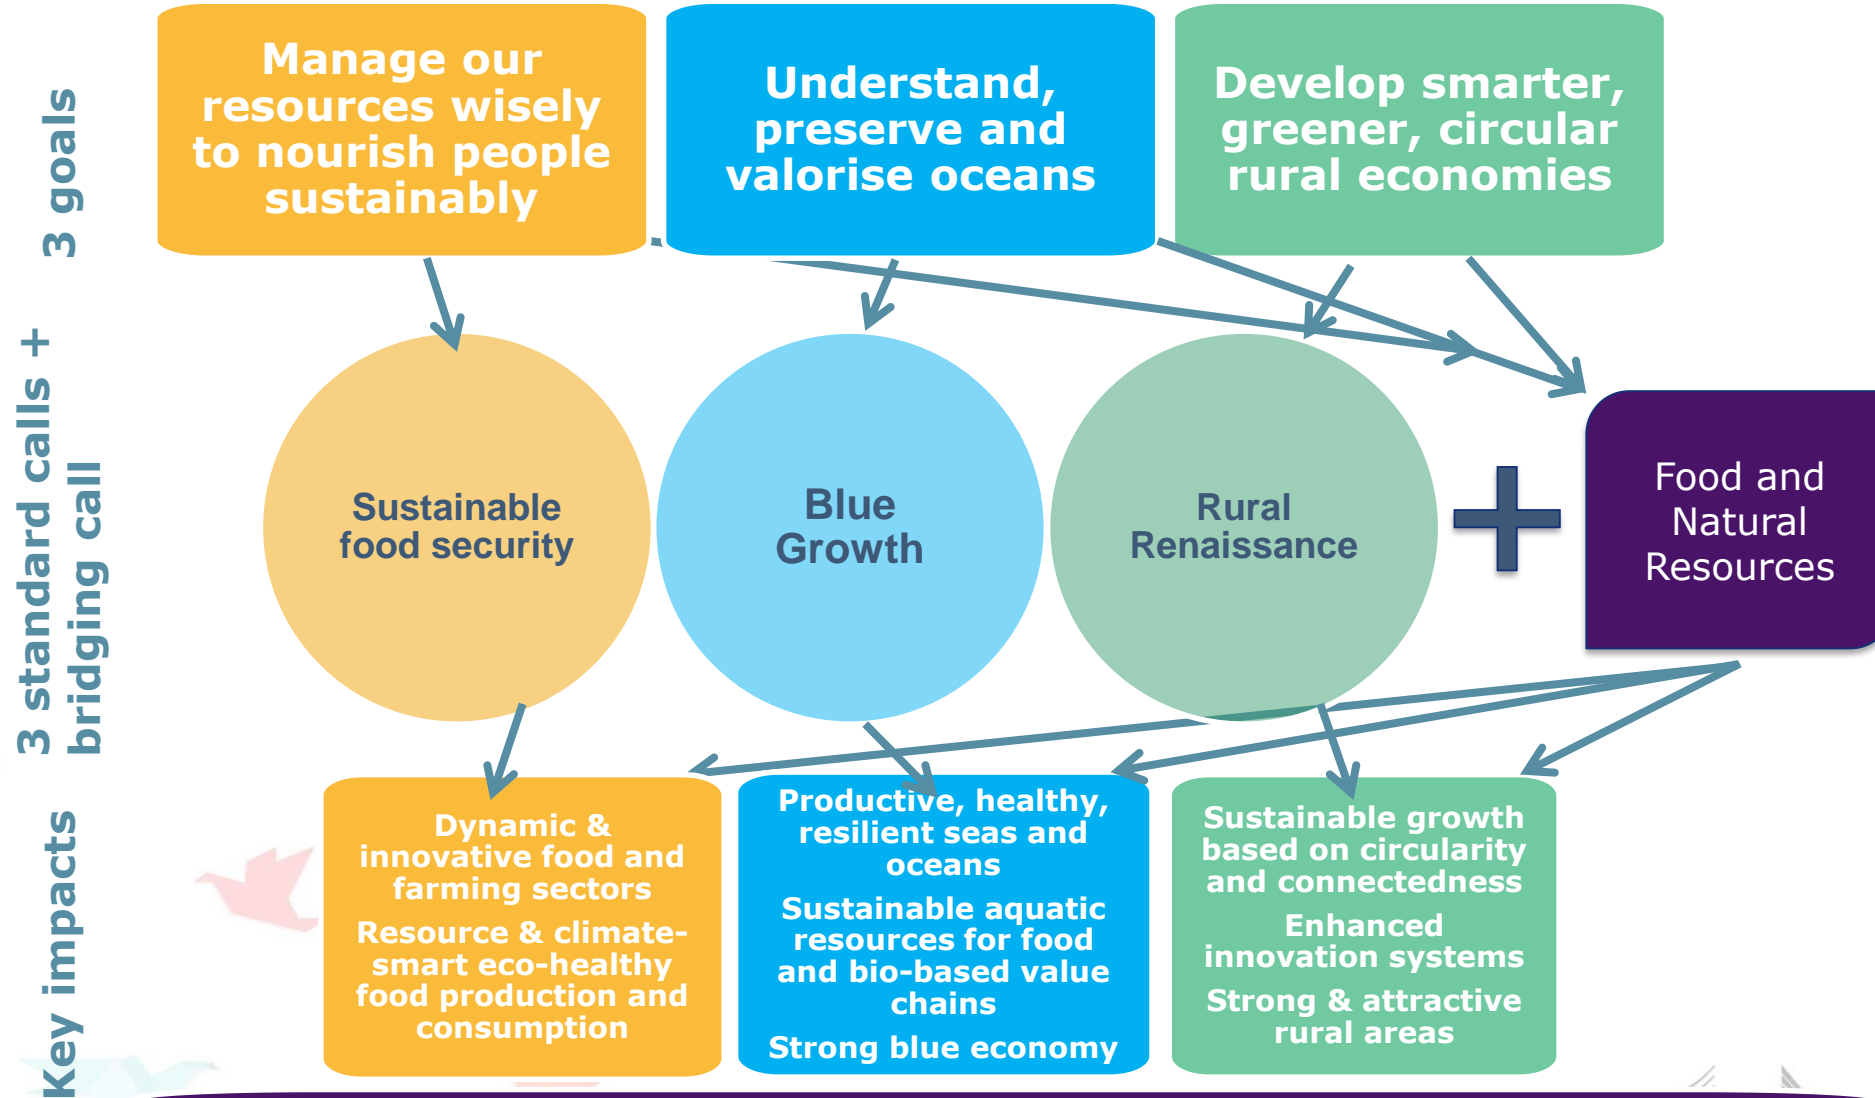 3 goals
Manage our
resources wisely
to nourish people
sustainably
Understand,
preserve and
valorise oceans
Develop smarter,
greener, circular
rural economies
3 standard calls +
bridging call
Sustainable
food security
Blue
Growth
Rural
Renaissance
Food and
Natural
Resources
Key impacts
Dynamic &
innovative food and
farming sectors
Resource & climate-
smart eco-healthy
food production and
consumption
Productive, healthy,
resilient seas and
oceans
Sustainable aquatic
resources for food
and bio-based value
chains
Strong blue economy
Sustainable growth
based on circularity
and connectedness
Enhanced
innovation systems
Strong & attractive
rural areas